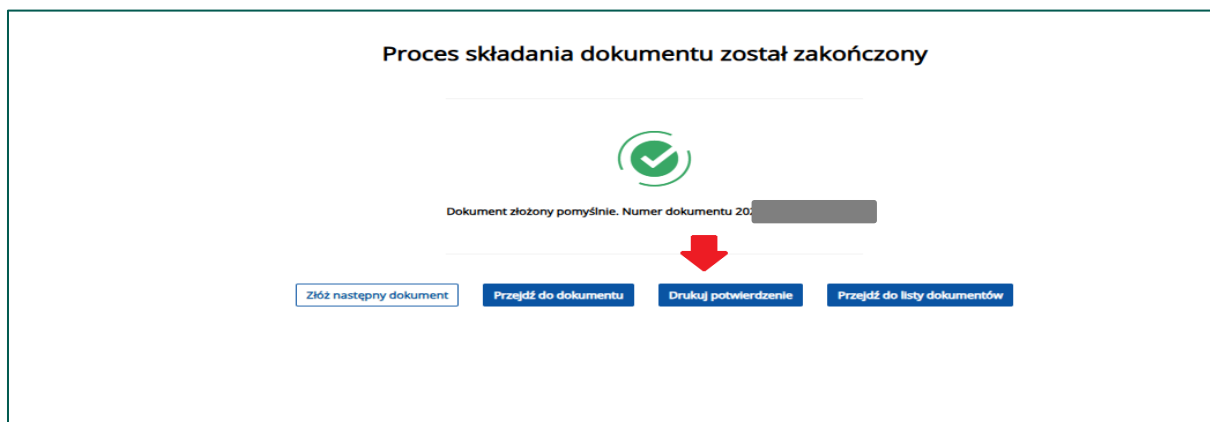 Proces składania dokumentu został zakończony
Dokument złożony pomyślnie. Numer dokumentu 202
Złóż następny dokument
Przejdź do dokumentu
Drukuj potwierdzenie
Przejdź do listy dokumentów